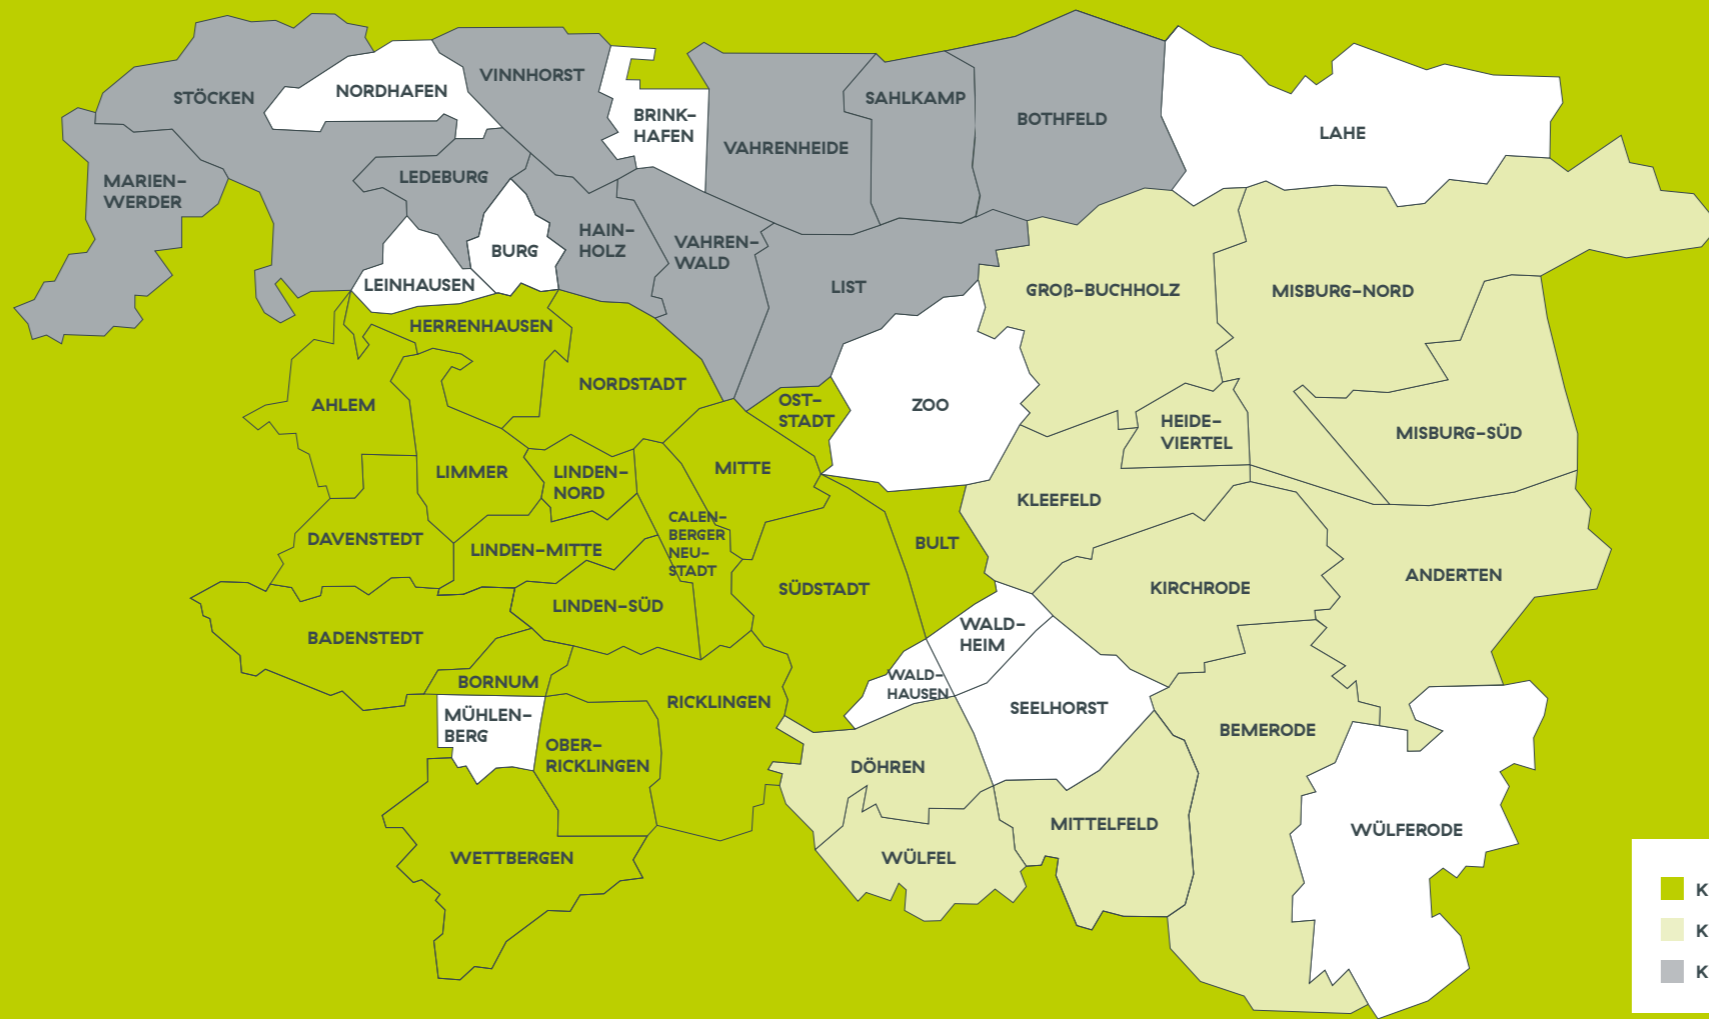 STÖCKEN
NORDHAFEN
VINNHORST
BRINK-
HAFEN
VAHRENHEIDE
SAHLKAMP
BOTHFELD
LAHE
MARIEN-
WERDER
LEDEBURG
LEINHAUSEN
BURG
HAIN-
HOLZ
VAHREN-
WALD
LIST
GROß-BUCHHOLZ
MISBURG-NORD
HERRENHAUSEN
NORDSTADT
AHLEM
OST-
STADT
ZOO
HEIDE-
VIERTEL
MISBURG-SÜD
LIMMER
LINDEN-
NORD
MITTE
KLEEFELD
DAVENSTEDT
LINDEN-MITTE
CALEN-
BERGER
NEU-
STADT
BULT
SÜDSTADT
KIRCHRODE
ANDERTEN
LINDEN-SÜD
BADENSTEDT
WALD-
HEIM
BORNUM
WALD-
HAUSEN
RICKLINGEN
SEELHORST
MÜHLEN-
BERG
OBER-
RICKLINGEN
BEMERODE
DÖHREN
MITTELFELD
WÜLFERODE
WETTBERGEN
WÜLFEL
K
K
K